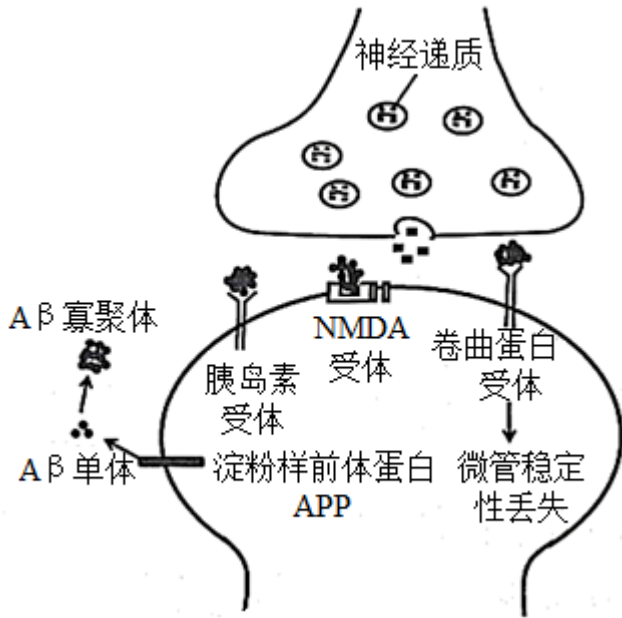 神经递质
Aβ寡聚体
NMDA
受体
胰岛素
受体
卷曲蛋白
受体
Aβ单体
淀粉样前体蛋白
APP
微管稳定
性丢失